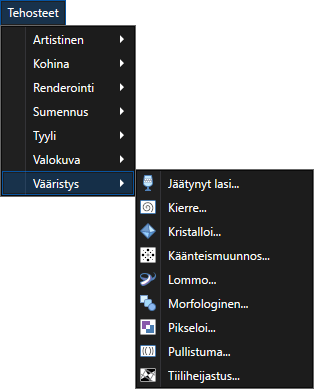 Tehosteet
Artistinen
Kohina
Renderointi
Sumennus
Tyyli
Valokuva
Vääristys
Jäätynyt lasi...
Kierre...
Kristalloi...
Käänteismuunnos...
Lommo...
Morfologinen...
Pikseloi...
Pullistuma...
Tiiliheijastus...